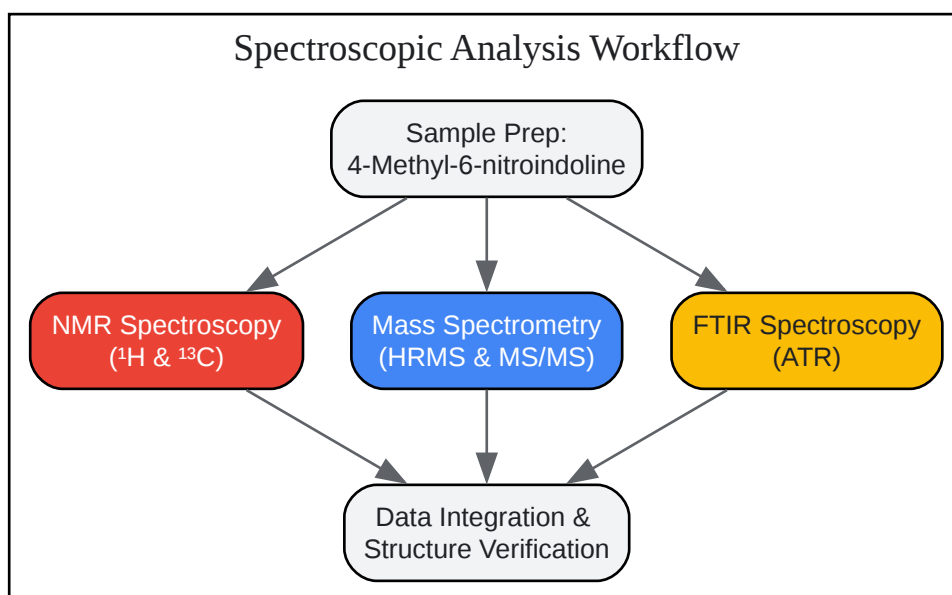 Spectroscopic Analysis Workflow
Sample Prep:
4-Methyl-6-nitroindoline
NMR Spectroscopy
(¹H & ¹³C)
Mass Spectrometry
(HRMS & MS/MS)
FTIR Spectroscopy
(ATR)
Data Integration &
Structure Verification